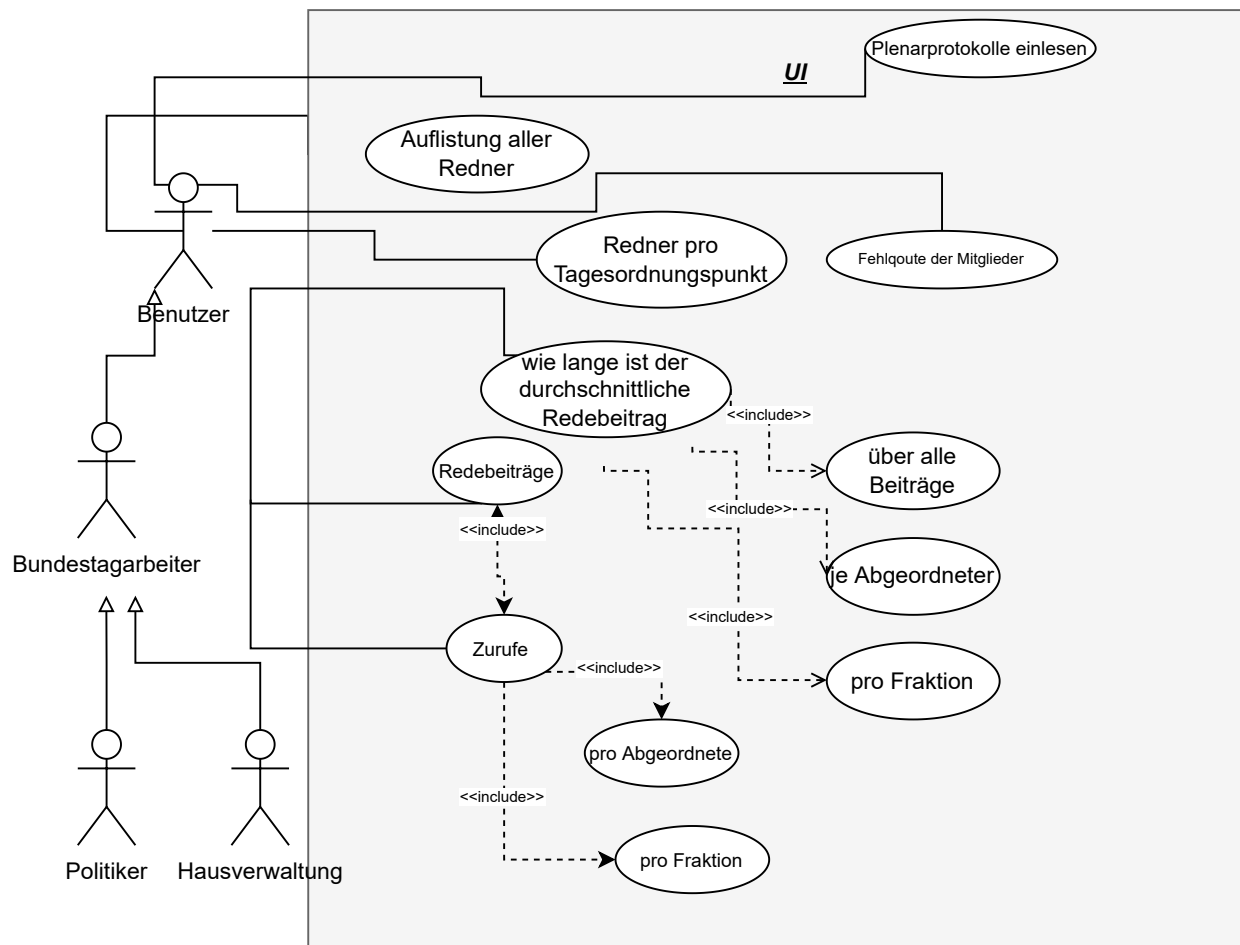 Plenarprotokolle einlesen
UI
Auflistung aller
Redner
Redner pro
Tagesordnungspunkt
Fehlqoute der Mitglieder
Benutzer
wie lange ist der
durchschnittliche
Redebeitrag
<<include>>
Redebeiträge
über alle
Beiträge
<<include>>
<<include>>
Bundestagarbeiter
je Abgeordneter
<<include>>
Zurufe
<<include>>
pro Fraktion
pro Abgeordnete
<<include>>
pro Fraktion
Politiker
Hausverwaltung